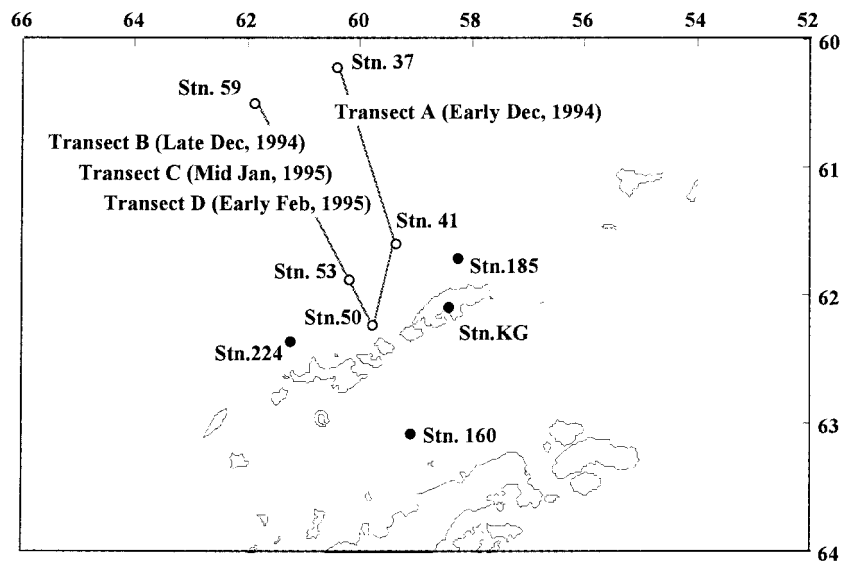 66 64 62 60 58 56 54 52
60
Stn. 37
Stn. 59
Transect A (Early Dec, 1994)
Transect B (Late Dec, 1994)
Transect C (Mid Jan, 1995)
61
Transect D (Early Feb, 1995)
Stn. 41
Stn. 53
Stn.185
62
Stn.50
Stn.KG
Stn.224
63
Stn. 160
64